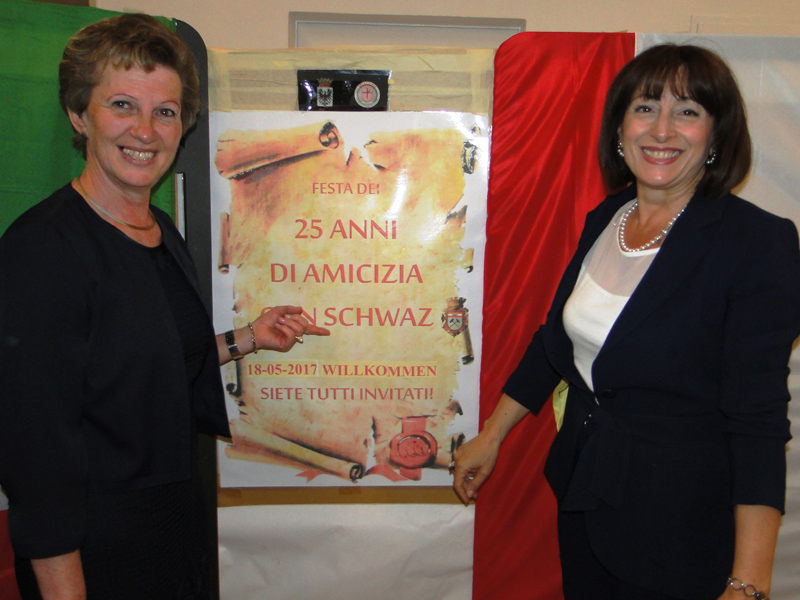 FESTA DEI
25 ANNI
DI AMICIZIA
SCHWAZ
18-05-2017 WILLKOMMEN
SIETE TUTTI INVITATI!